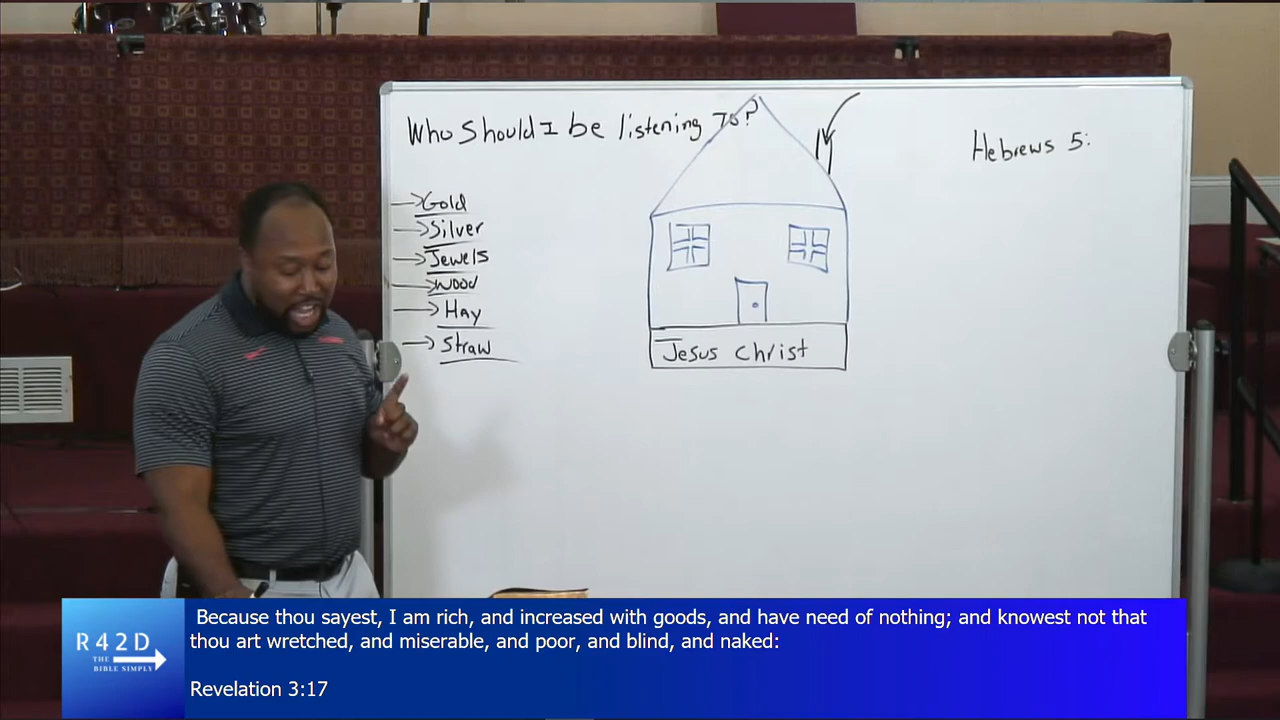 Who Should I be listening To?
Hebrews 5:
Gold
Silver
Jewels
Wood
Hay
Straw
Jesus Christ
R42D
THE
BIBLE SIMPLY
Because thou sayest, I am rich, and increased with goods, and have need of nothing; and knowest not that
thou art wretched, and miserable, and poor, and blind, and naked:
Revelation 3:17